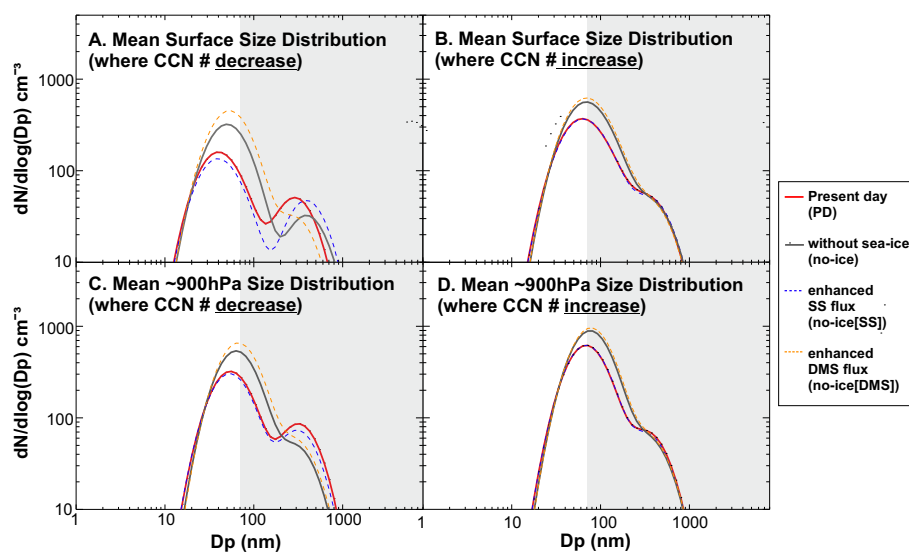 A. Mean Surface Size Distribution
(where CCN # decrease)
B. Mean Surface Size Distribution
(where CCN # increase)
dN/dlog(Dp) cm⁻³
1000
100
10
C. Mean ~900hPa Size Distribution
(where CCN # decrease)
D. Mean ~900hPa Size Distribution
(where CCN # increase)
dN/dlog(Dp) cm⁻³
1000
100
10
1 10 100 1000 1 10 100 1000
Dp (nm) Dp (nm)
Present day
(PD)
without sea-ice
(no-ice)
enhanced
SS flux
(no-ice[SS])
enhanced
DMS flux
(no-ice[DMS])